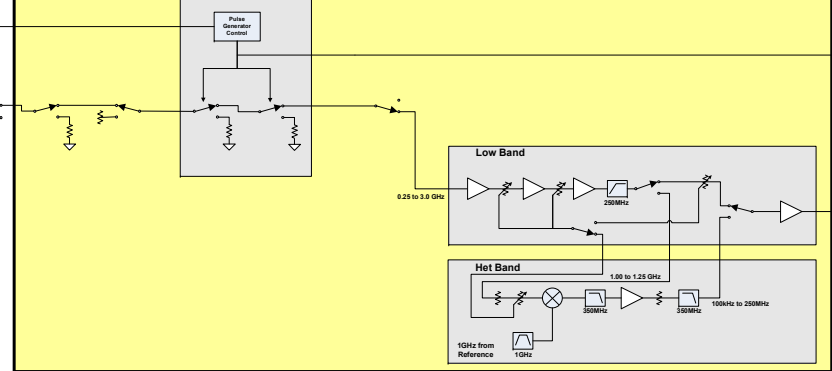 Pulse
Generator
Control
Low Band
0.25 to 3.0 GHz
250MHz
Het Band
1.00 to 1.25 GHz
350MHz
350MHz
100kHz to 250MHz
1GHz from
Reference
1GHz